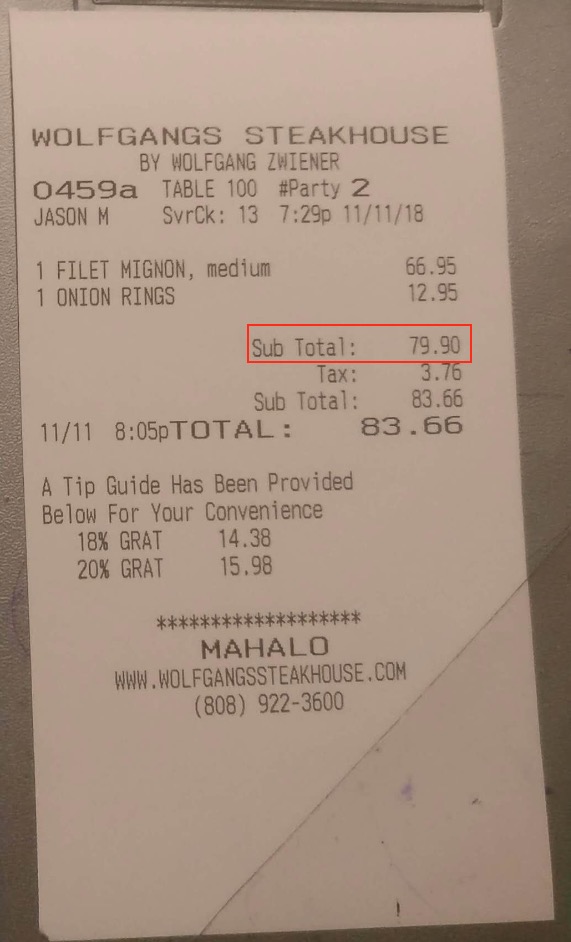 WOLFGANGS STEAKHOUSE
BY WOLFGANG ZWIENER
0459a TABLE 100 #Party 2
JASON M SvrCk: 13 7:29p 11/11/18
1 FILET MIGNON, medium 66.95
1 ONION RINGS 12.95
Sub Total: 79.90
Tax: 3.76
Sub Total: 83.66
11/11 8:05pTOTAL: 83.66
A Tip Guide Has Been Provided
Below For Your Convenience
18% GRAT 14.38
20% GRAT 15.98
*******************
MAHALO
WWW.WOLFGANGSSTEAKHOUSE.COM
(808) 922-3600